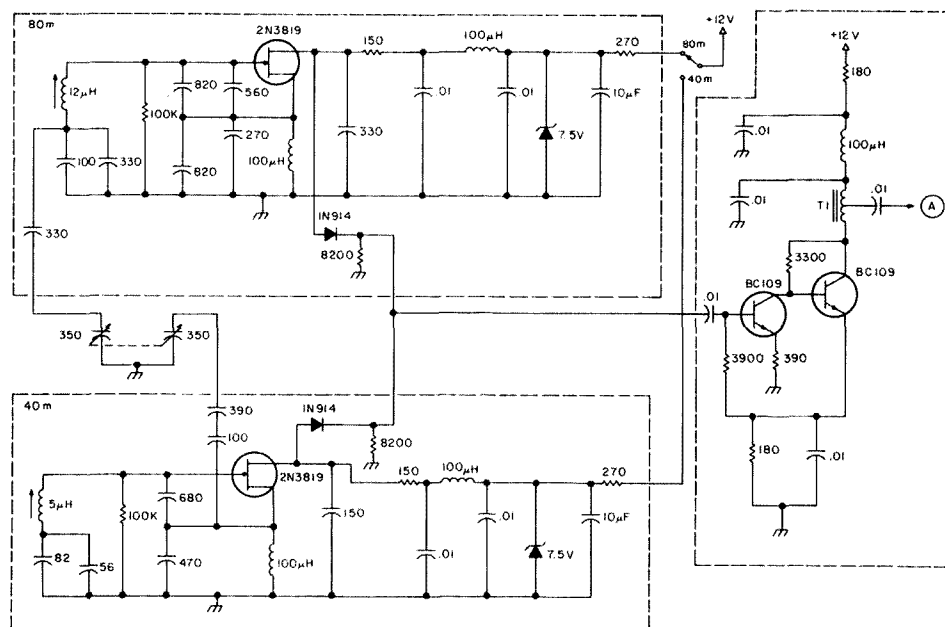 80m
2N3819
150
100µH
270
+12V
80m
40m
12µH
100K
820
560
270
820
100µH
330
.01
.01
7.5V
10µF
100
330
330
1N914
8200
350
350
+12V
180
.01
100µH
.01
T1
.01
A
3300
BC109
BC109
.01
3900
390
180
.01
40m
390
100
1N914
8200
2N3819
150
100µH
270
5µH
100K
680
470
100µH
150
.01
.01
7.5V
10µF
82
56